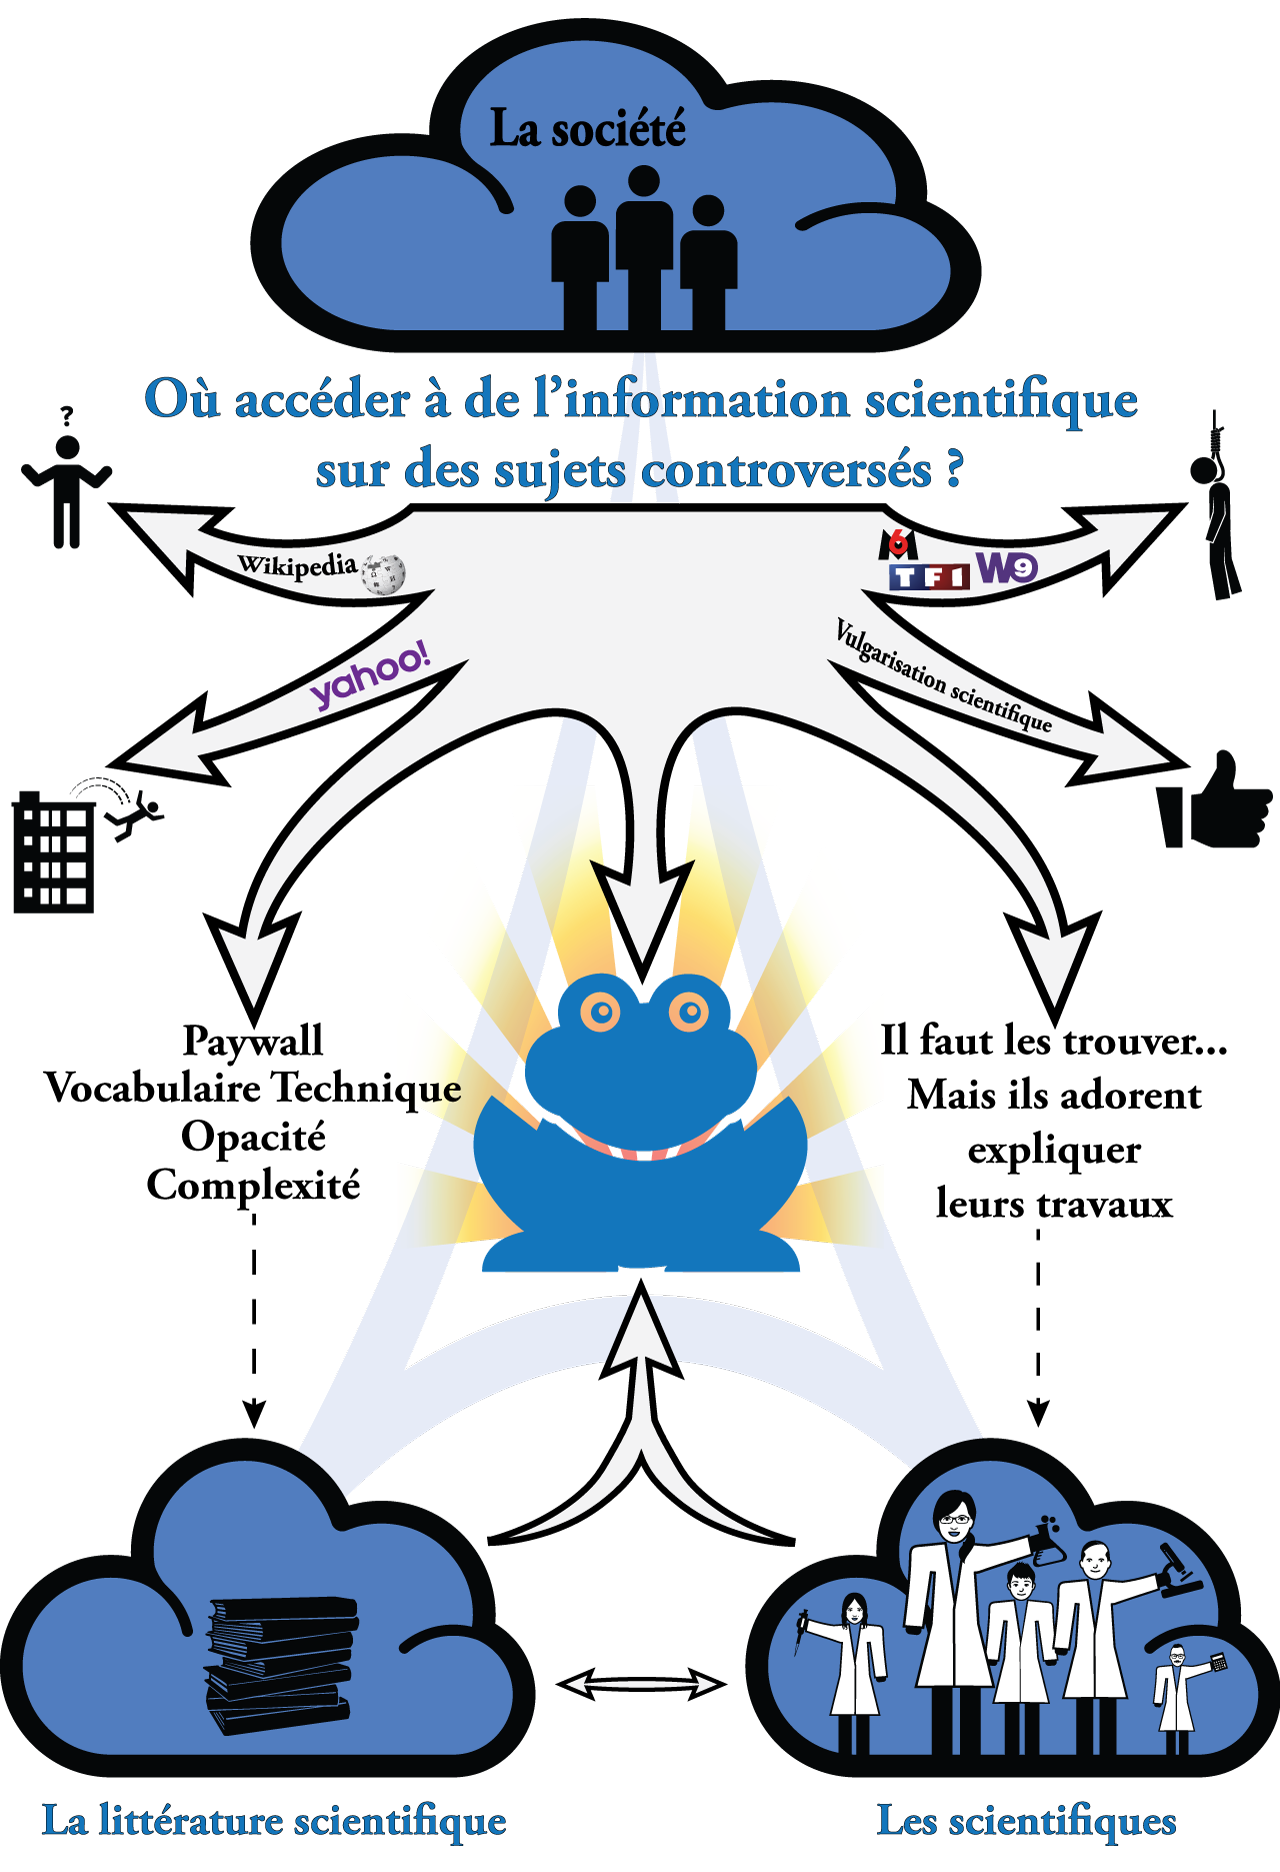 La société
Où accéder à de l'information scientifique
sur des sujets controversés ?
?
Wikipedia
M6
TF1
W9
yahoo!
Vulgarisation scientifique
Paywall
Vocabulaire Technique
Opacité
Complexité
Il faut les trouver...
Mais ils adorent
expliquer
leurs travaux
La littérature scientifique
Les scientifiques